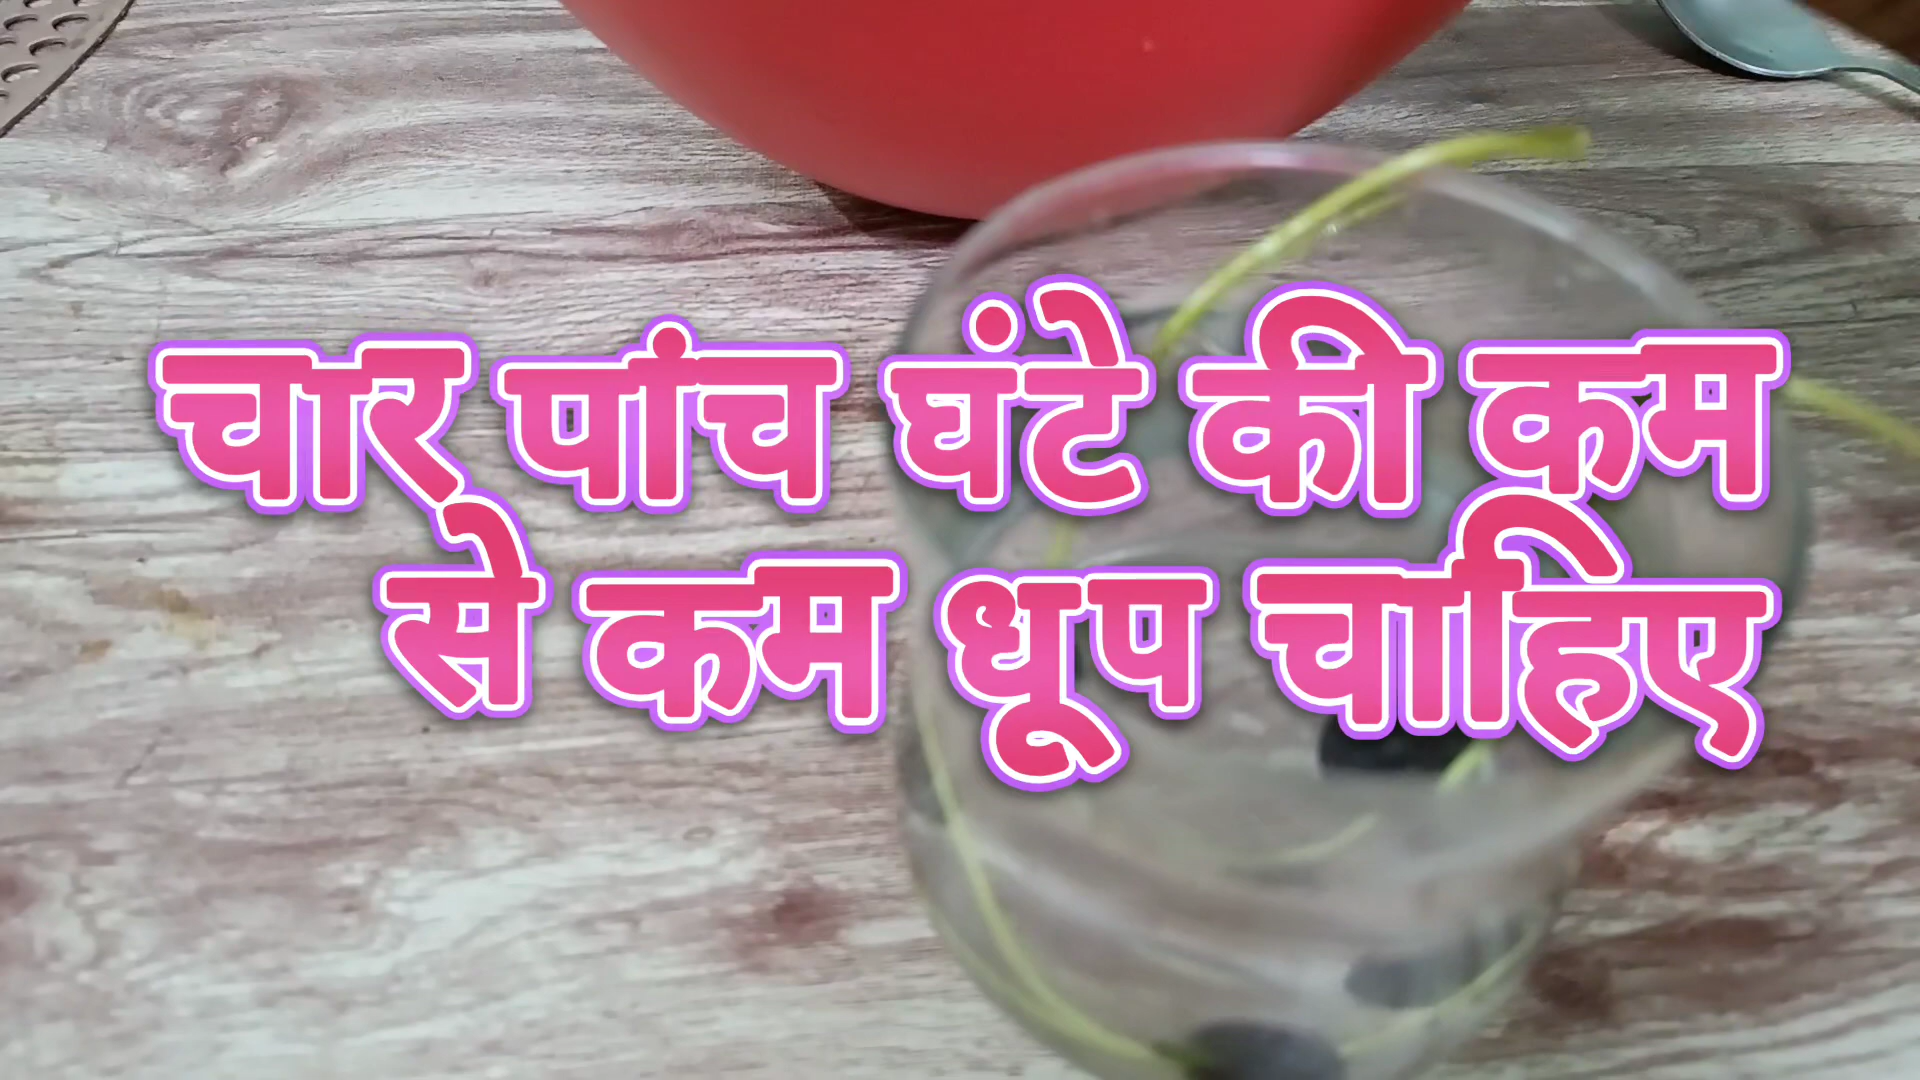 चार पांच घंटे की कम
से कम धूप चाहिए